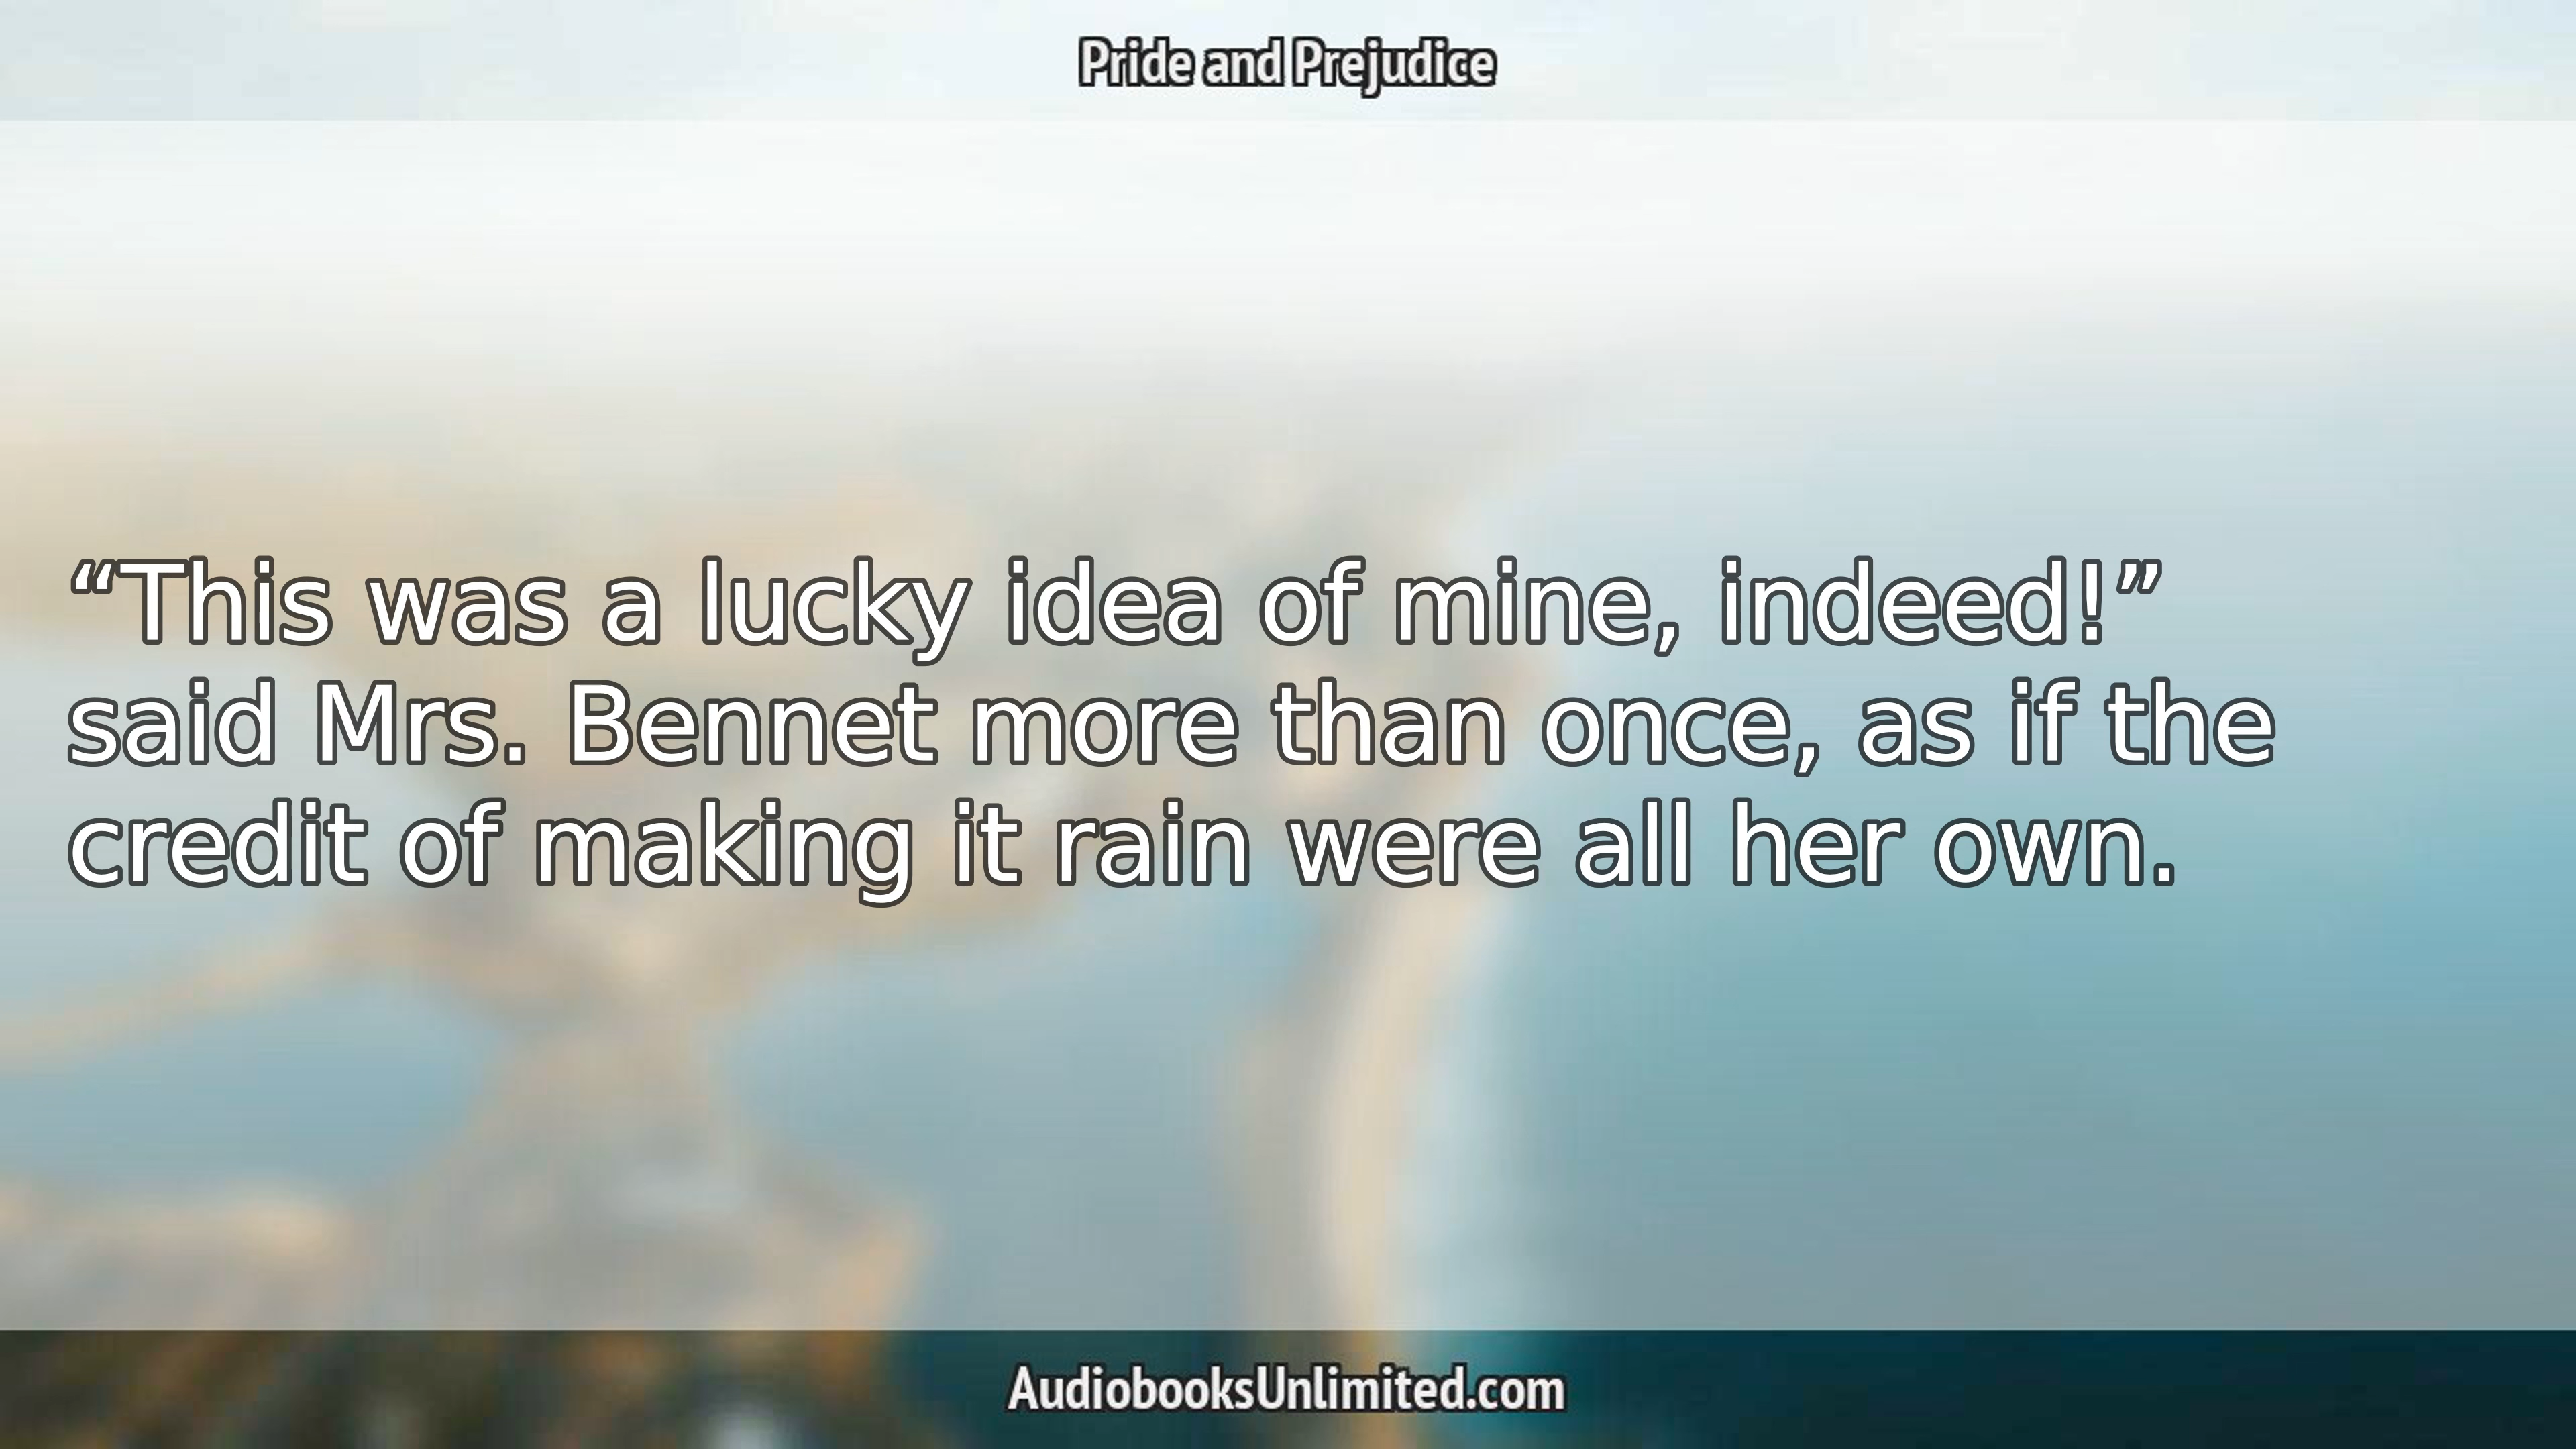 Pride and Prejudice
“This was a lucky idea of mine, indeed!”
said Mrs. Bennet more than once, as if the
credit of making it rain were all her own.
AudiobooksUnlimited.com